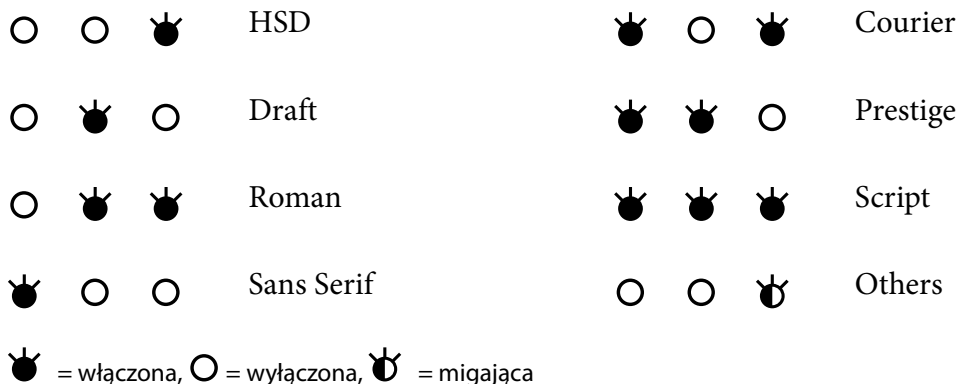 HSD
Courier
Draft
Prestige
Roman
Script
Sans Serif
Others
= włączona, = wyłączona, = migająca